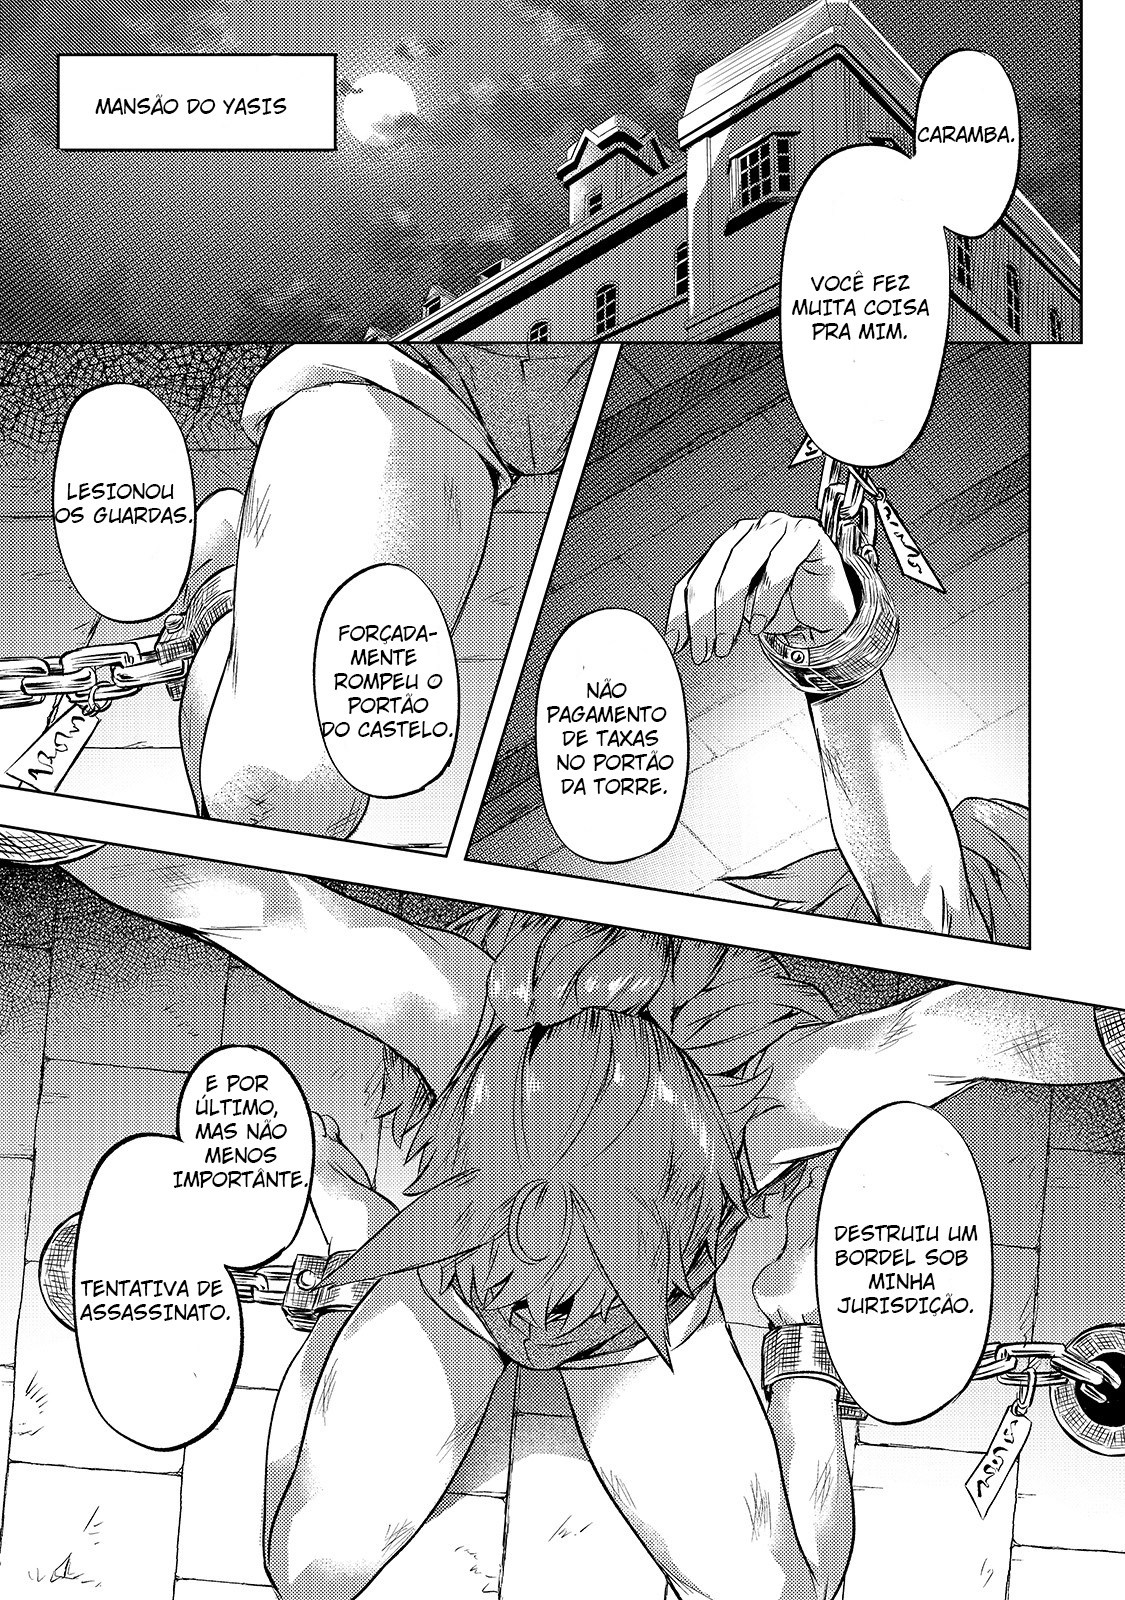 MANSÃO DO YASIS
CARAMBA.
VOCÊ FEZ
MUITA COISA
PRA MIM.
NÃO
PAGAMENTO
DE TAXAS
NO PORTÃO
DA TORRE.
FORÇADA-
MENTE
ROMPEU O
PORTÃO
DO CASTELO.
LESIONOU
OS GUARDAS.
DESTRUIU UM
BORDEL SOB
MINHA
JURISDIÇÃO.
E POR
ÚLTIMO,
MAS NÃO
MENOS
IMPORTÂNTE.
TENTATIVA DE
ASSASSINATO.